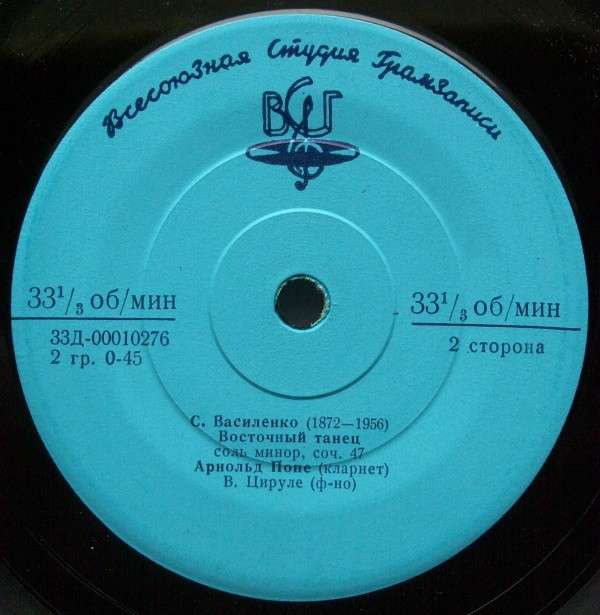 Всесоюзная Студия Грамзаписи
ВСГ
33¹/₃ об/мин
33¹/₃ об/мин
33Д-00010276
2 гр. 0-45
2 сторона
С. Василенко (1872—1956)
Восточный танец
соль минор, соч. 47
Арнольд Попе (кларнет)
В. Цируле (ф-но)